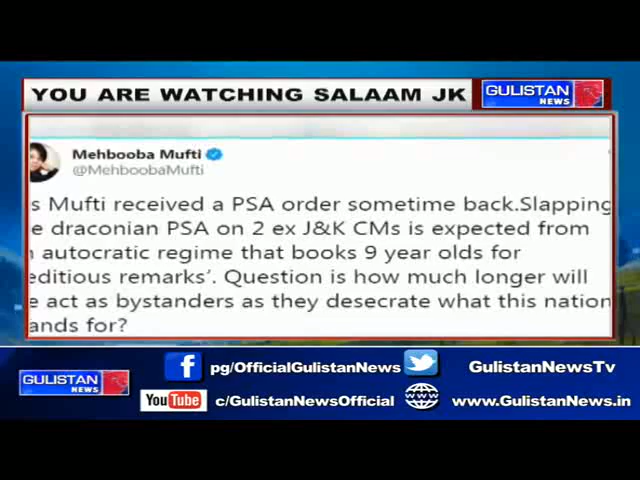 YOU ARE WATCHING SALAAM JK
GULISTAN
NEWS
Mehbooba Mufti
@MehboobaMufti
s Mufti received a PSA order sometime back.Slapping
e draconian PSA on 2 ex J&K CMs is expected from
autocratic regime that books 9 year olds for
editious remarks'. Question is how much longer will
e act as bystanders as they desecrate what this nation
ands for?
GULISTAN
NEWS
f pg/OfficialGulistanNews
GulistanNewsTv
YouTube c/GulistanNewsOfficial
www.GulistanNews.in